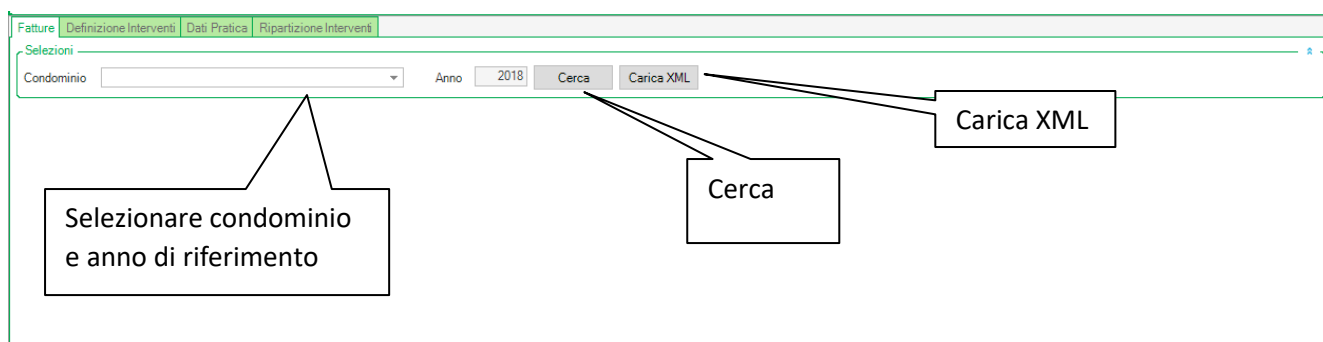 Fatture Definizione Interventi Dati Pratica Ripartizione Interventi
Selezioni
Condominio Anno 2018 Cerca Carica XML
Carica XML
Cerca
Selezionare condominio
e anno di riferimento